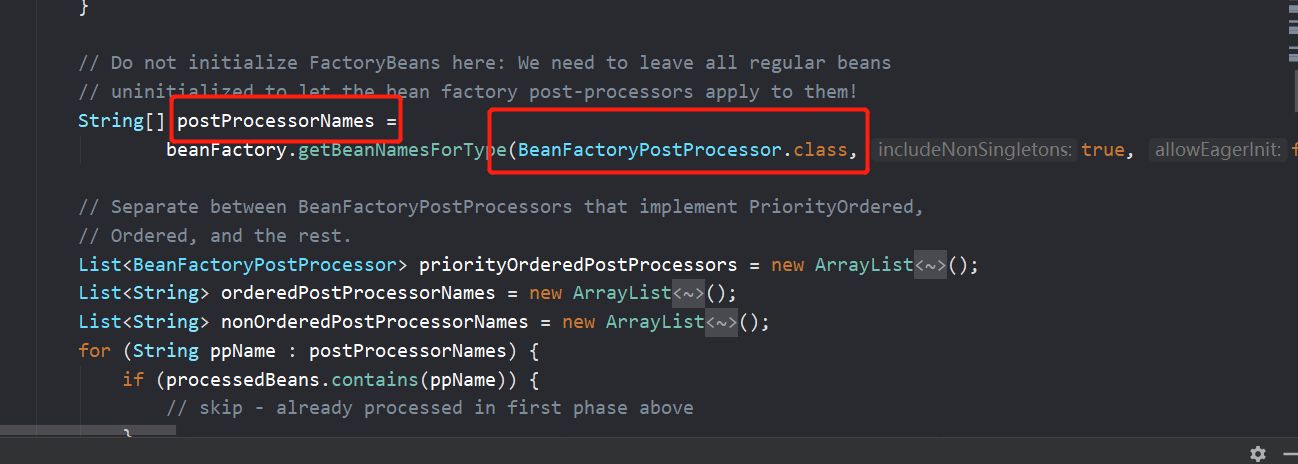 }
// Do not initialize FactoryBeans here: We need to leave all regular beans
// uninitialized to let the bean factory post-processors apply to them!
String[] postProcessorNames =
beanFactory.getBeanNamesForType(BeanFactoryPostProcessor.class, includeNonSingletons: true, allowEagerInit: f
// Separate between BeanFactoryPostProcessors that implement PriorityOrdered,
// Ordered, and the rest.
List<BeanFactoryPostProcessor> priorityOrderedPostProcessors = new ArrayList<~>();
List<String> orderedPostProcessorNames = new ArrayList<~>();
List<String> nonOrderedPostProcessorNames = new ArrayList<~>();
for (String ppName : postProcessorNames) {
if (processedBeans.contains(ppName)) {
// skip - already processed in first phase above
}